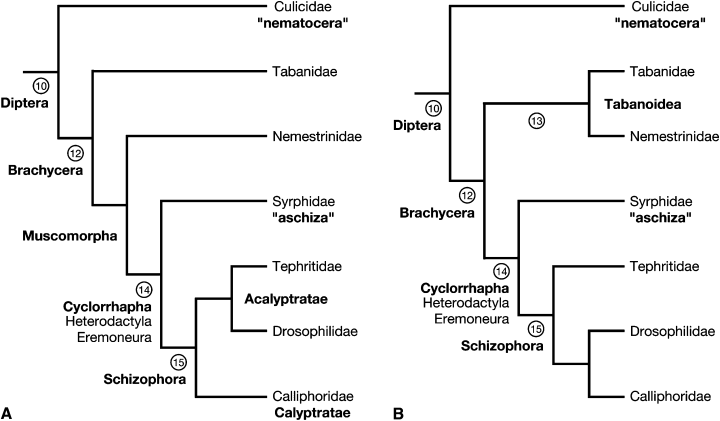 Culicidae
"nematocera"
10
Diptera
Tabanidae
12
Brachycera
Nemestrinidae
Muscomorpha
Syrphidae
"aschiza"
14
Cyclorrhapha
Heterodactyla
Eremoneura
Tephritidae
Acalyptratae
Drosophilidae
15
Schizophora
Calliphoridae
Calyptratae
A
Culicidae
"nematocera"
10
Diptera
Tabanidae
Tabanoidea
13
Nemestrinidae
12
Brachycera
Syrphidae
"aschiza"
14
Cyclorrhapha
Heterodactyla
Eremoneura
Tephritidae
15
Schizophora
Drosophilidae
Calliphoridae
B